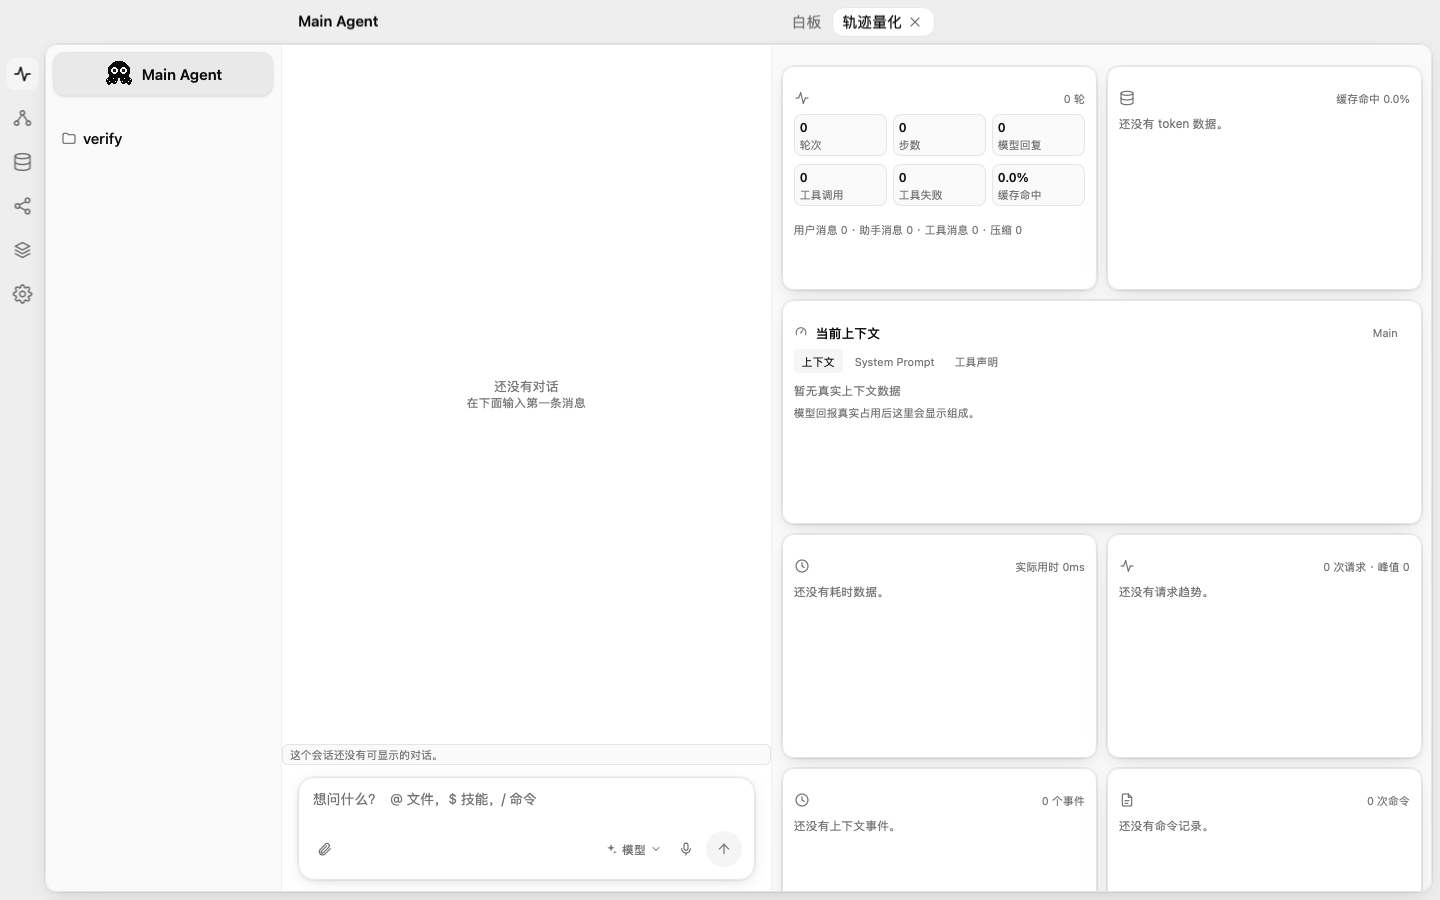 Main Agent
白板
轨迹量化
Main Agent
verify
还没有对话
在下面输入第一条消息
这个会话还没有可显示的对话。
想问什么? @ 文件, $ 技能, / 命令
模型
0 轮
0
轮次
0
步数
0
模型回复
0
工具调用
0
工具失败
0.0%
缓存命中
用户消息 0 · 助手消息 0 · 工具消息 0 · 压缩 0
缓存命中 0.0%
还没有 token 数据。
当前上下文
Main
上下文 System Prompt 工具声明
暂无真实上下文数据
模型回报真实占用后这里会显示组成。
实际用时 0ms
还没有耗时数据。
0 次请求 · 峰值 0
还没有请求趋势。
0 个事件
还没有上下文事件。
0 次命令
还没有命令记录。